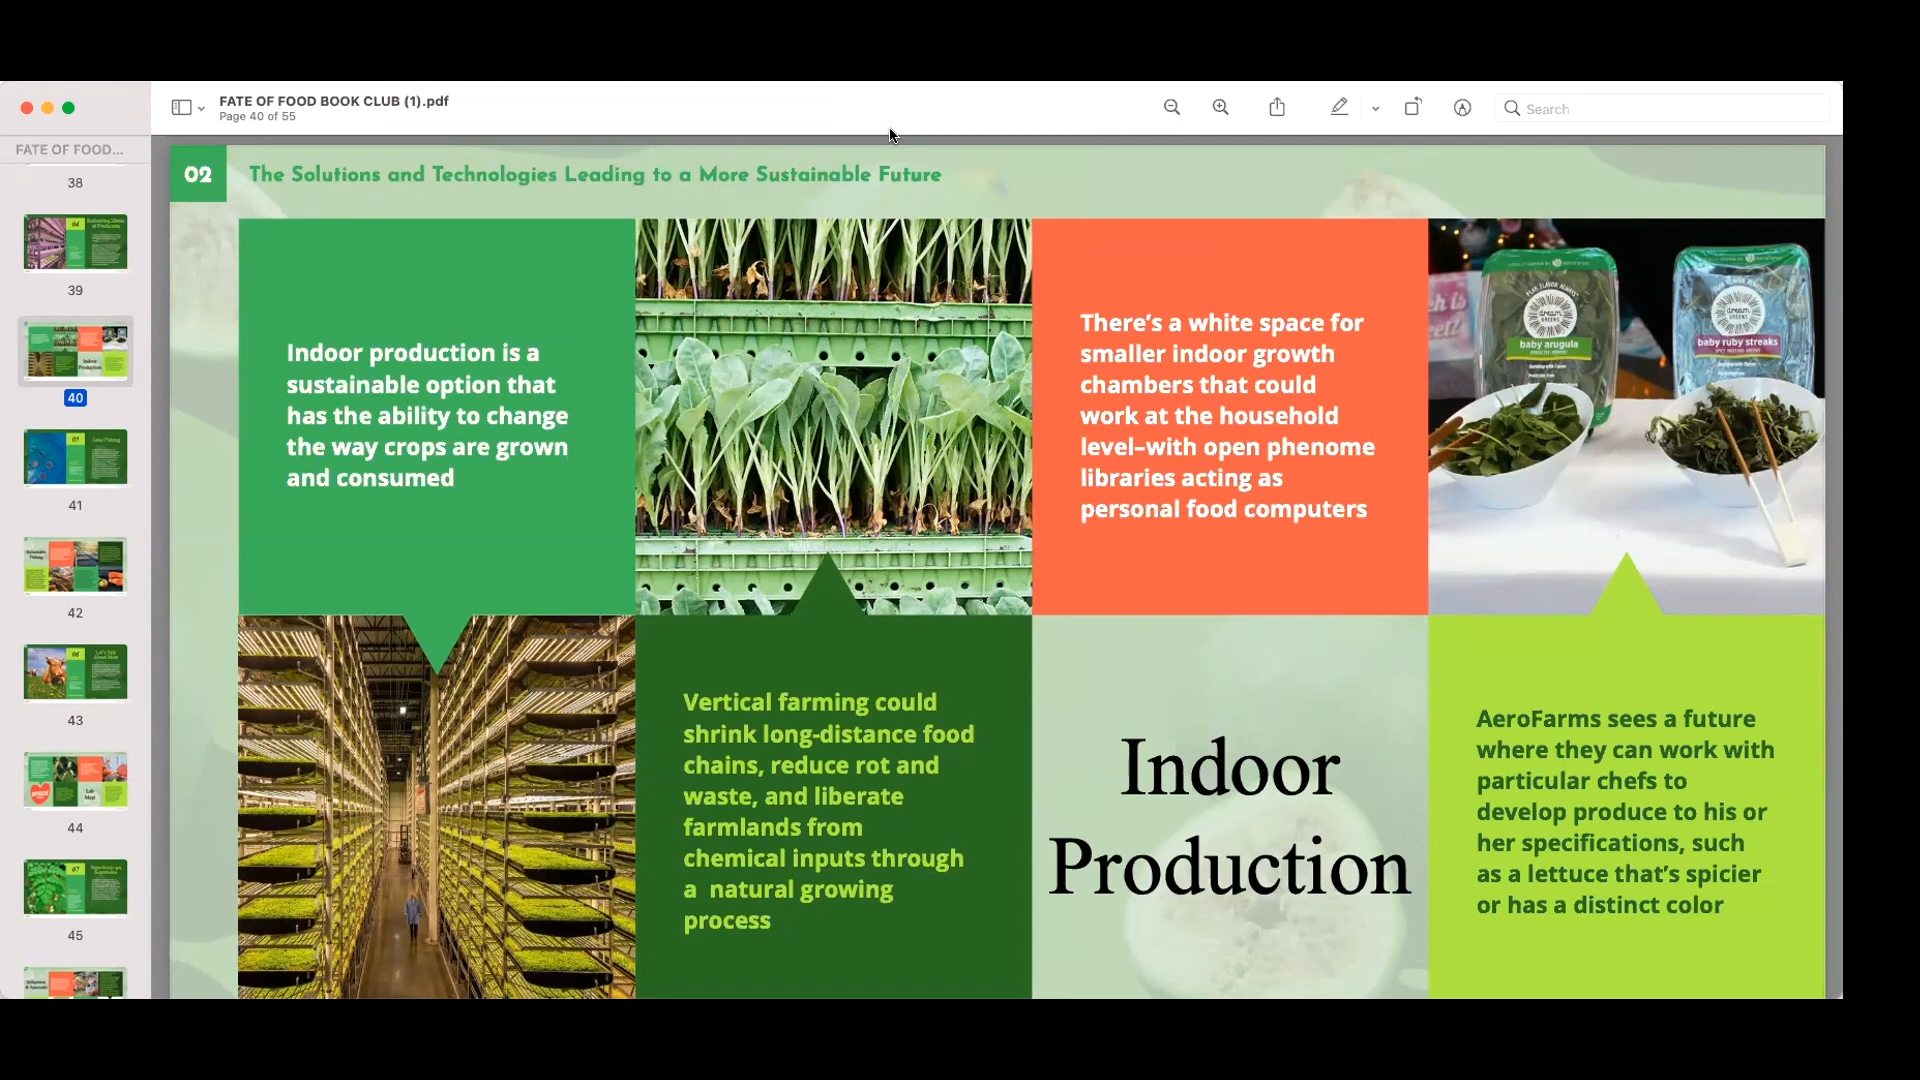 FATE OF FOOD BOOK CLUB (1).pdf
Page 40 of 55
Search
FATE OF FOOD...
38
39
40
41
42
43
44
45
02
The Solutions and Technologies Leading to a More Sustainable Future
Indoor production is a
sustainable option that
has the ability to change
the way crops are grown
and consumed
There's a white space for
smaller indoor growth
chambers that could
work at the household
level–with open phenome
libraries acting as
personal food computers
dream
GREENS
baby arugula
dream
GREENS
baby ruby streaks
Vertical farming could
shrink long-distance food
chains, reduce rot and
waste, and liberate
farmlands from
chemical inputs through
a natural growing
process
Indoor
Production
AeroFarms sees a future
where they can work with
particular chefs to
develop produce to his or
her specifications, such
as a lettuce that's spicier
or has a distinct color